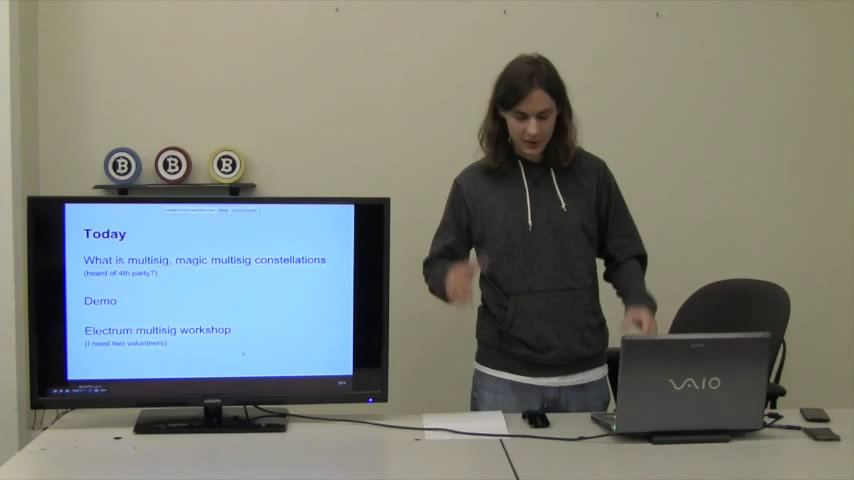 Today
What is multisig, magic multisig constellations
(heard of 4th party?)
Demo
Electrum multisig workshop
(I need two volunteers)
VAIO